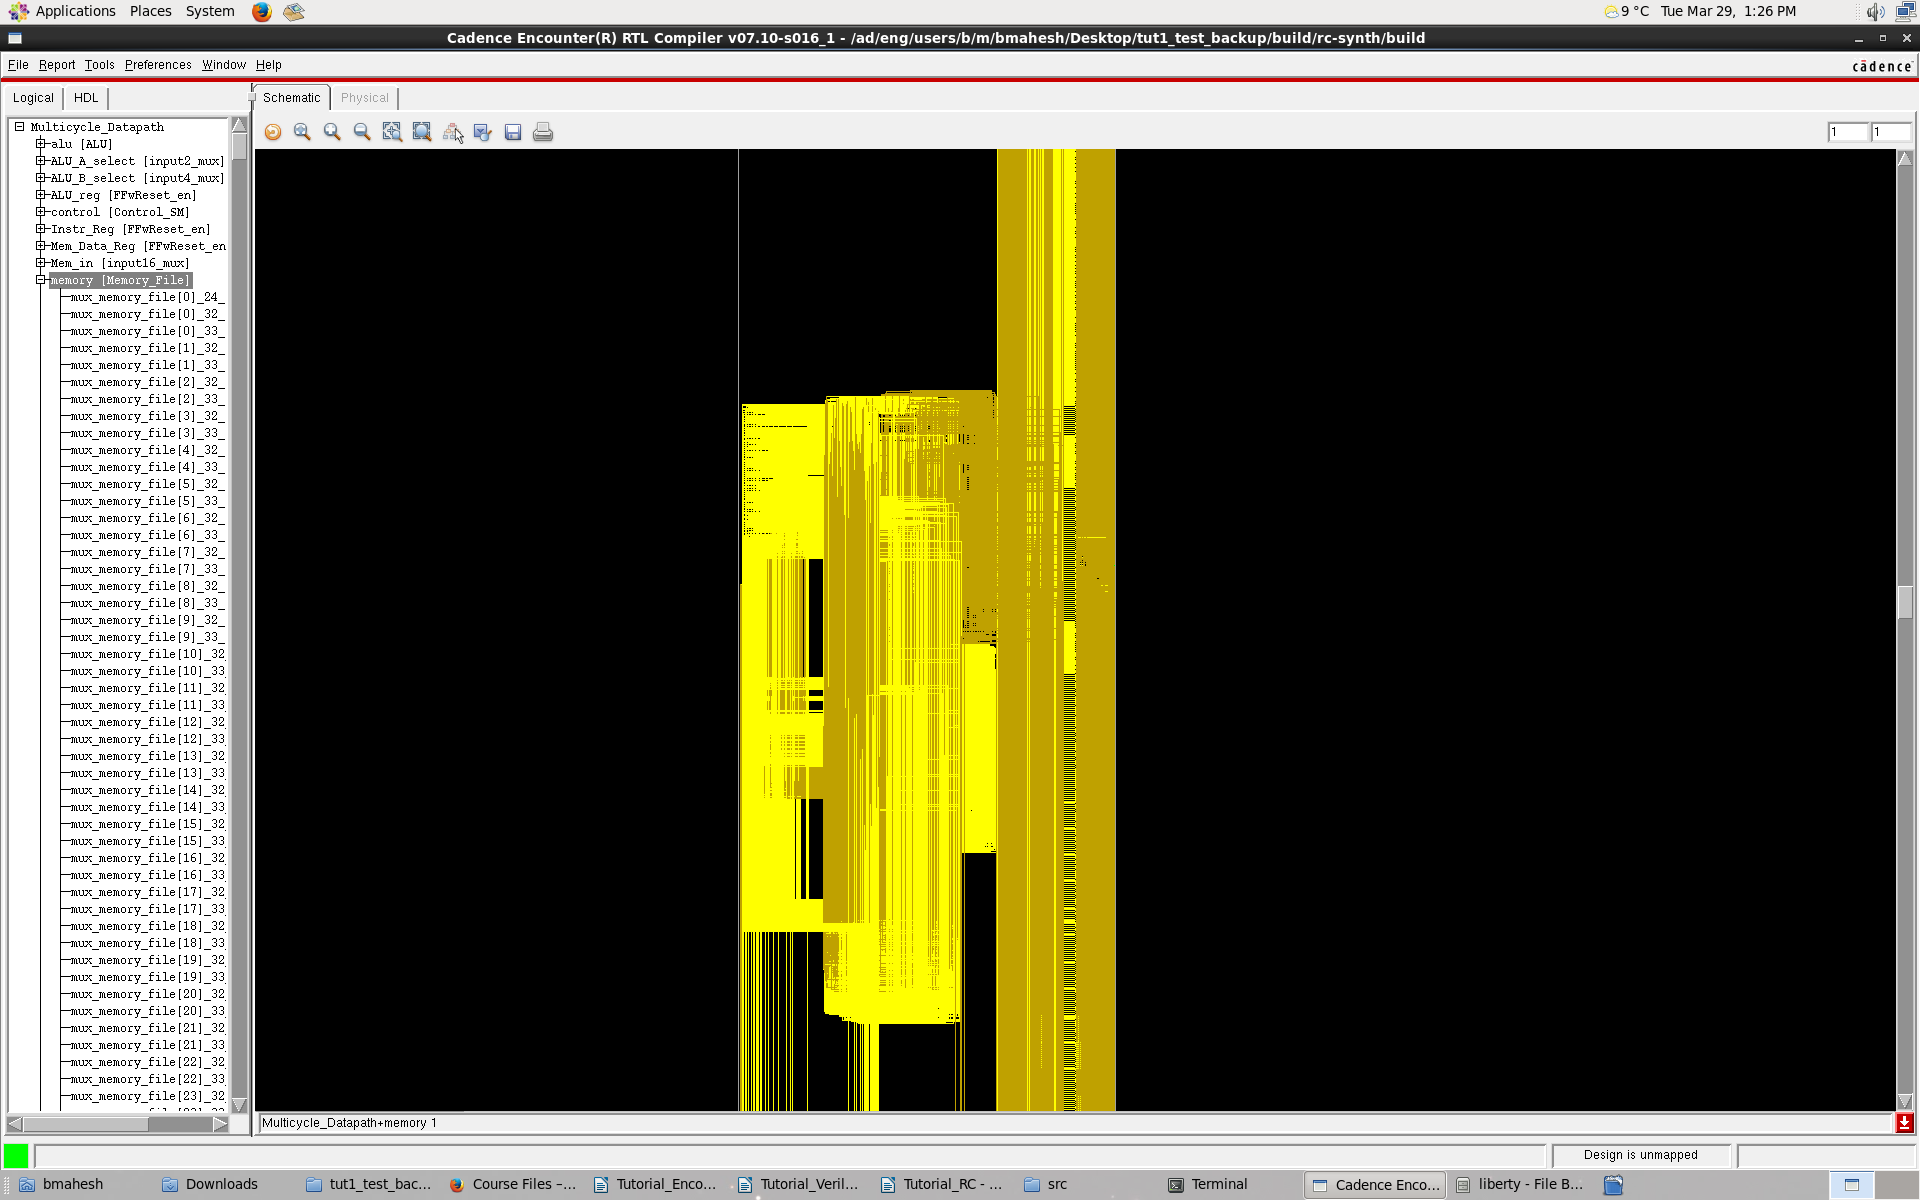 Applications Places System 9 °C Tue Mar 29, 1:26 PM
Cadence Encounter(R) RTL Compiler v07.10-s016_1 - /ad/eng/users/b/m/bmahesh/Desktop/tut1_test_backup/build/rc-synth/build
File Report Tools Preferences Window Help cādence
Logical HDL Schematic Physical
1 1
Multicycle_Datapath
alu [ALU]
ALU_A_select [input2_mux]
ALU_B_select [input4_mux]
ALU_reg [FFwReset_en]
control [Control_SM]
Instr_Reg [FFwReset_en]
Mem_Data_Reg [FFwReset_en
Mem_in [input16_mux]
memory [Memory_File]
mux_memory_file[0]_24_
mux_memory_file[0]_32_
mux_memory_file[0]_33_
mux_memory_file[1]_32_
mux_memory_file[1]_33_
mux_memory_file[2]_32_
mux_memory_file[2]_33_
mux_memory_file[3]_32_
mux_memory_file[3]_33_
mux_memory_file[4]_32_
mux_memory_file[4]_33_
mux_memory_file[5]_32_
mux_memory_file[5]_33_
mux_memory_file[6]_32_
mux_memory_file[6]_33_
mux_memory_file[7]_32_
mux_memory_file[7]_33_
mux_memory_file[8]_32_
mux_memory_file[8]_33_
mux_memory_file[9]_32_
mux_memory_file[9]_33_
mux_memory_file[10]_32
mux_memory_file[10]_33
mux_memory_file[11]_32
mux_memory_file[11]_33
mux_memory_file[12]_32
mux_memory_file[12]_33
mux_memory_file[13]_32
mux_memory_file[13]_33
mux_memory_file[14]_32
mux_memory_file[14]_33
mux_memory_file[15]_32
mux_memory_file[15]_33
mux_memory_file[16]_32
mux_memory_file[16]_33
mux_memory_file[17]_32
mux_memory_file[17]_33
mux_memory_file[18]_32
mux_memory_file[18]_33
mux_memory_file[19]_32
mux_memory_file[19]_33
mux_memory_file[20]_32
mux_memory_file[20]_33
mux_memory_file[21]_32
mux_memory_file[21]_33
mux_memory_file[22]_32
mux_memory_file[22]_33
mux_memory_file[23]_32
Multicycle_Datapath+memory 1
Design is unmapped
bmahesh Downloads tut1_test_bac... Course Files –... Tutorial_Enco... Tutorial_Veril... Tutorial_RC - ... src Terminal Cadence Enco... liberty - File B...